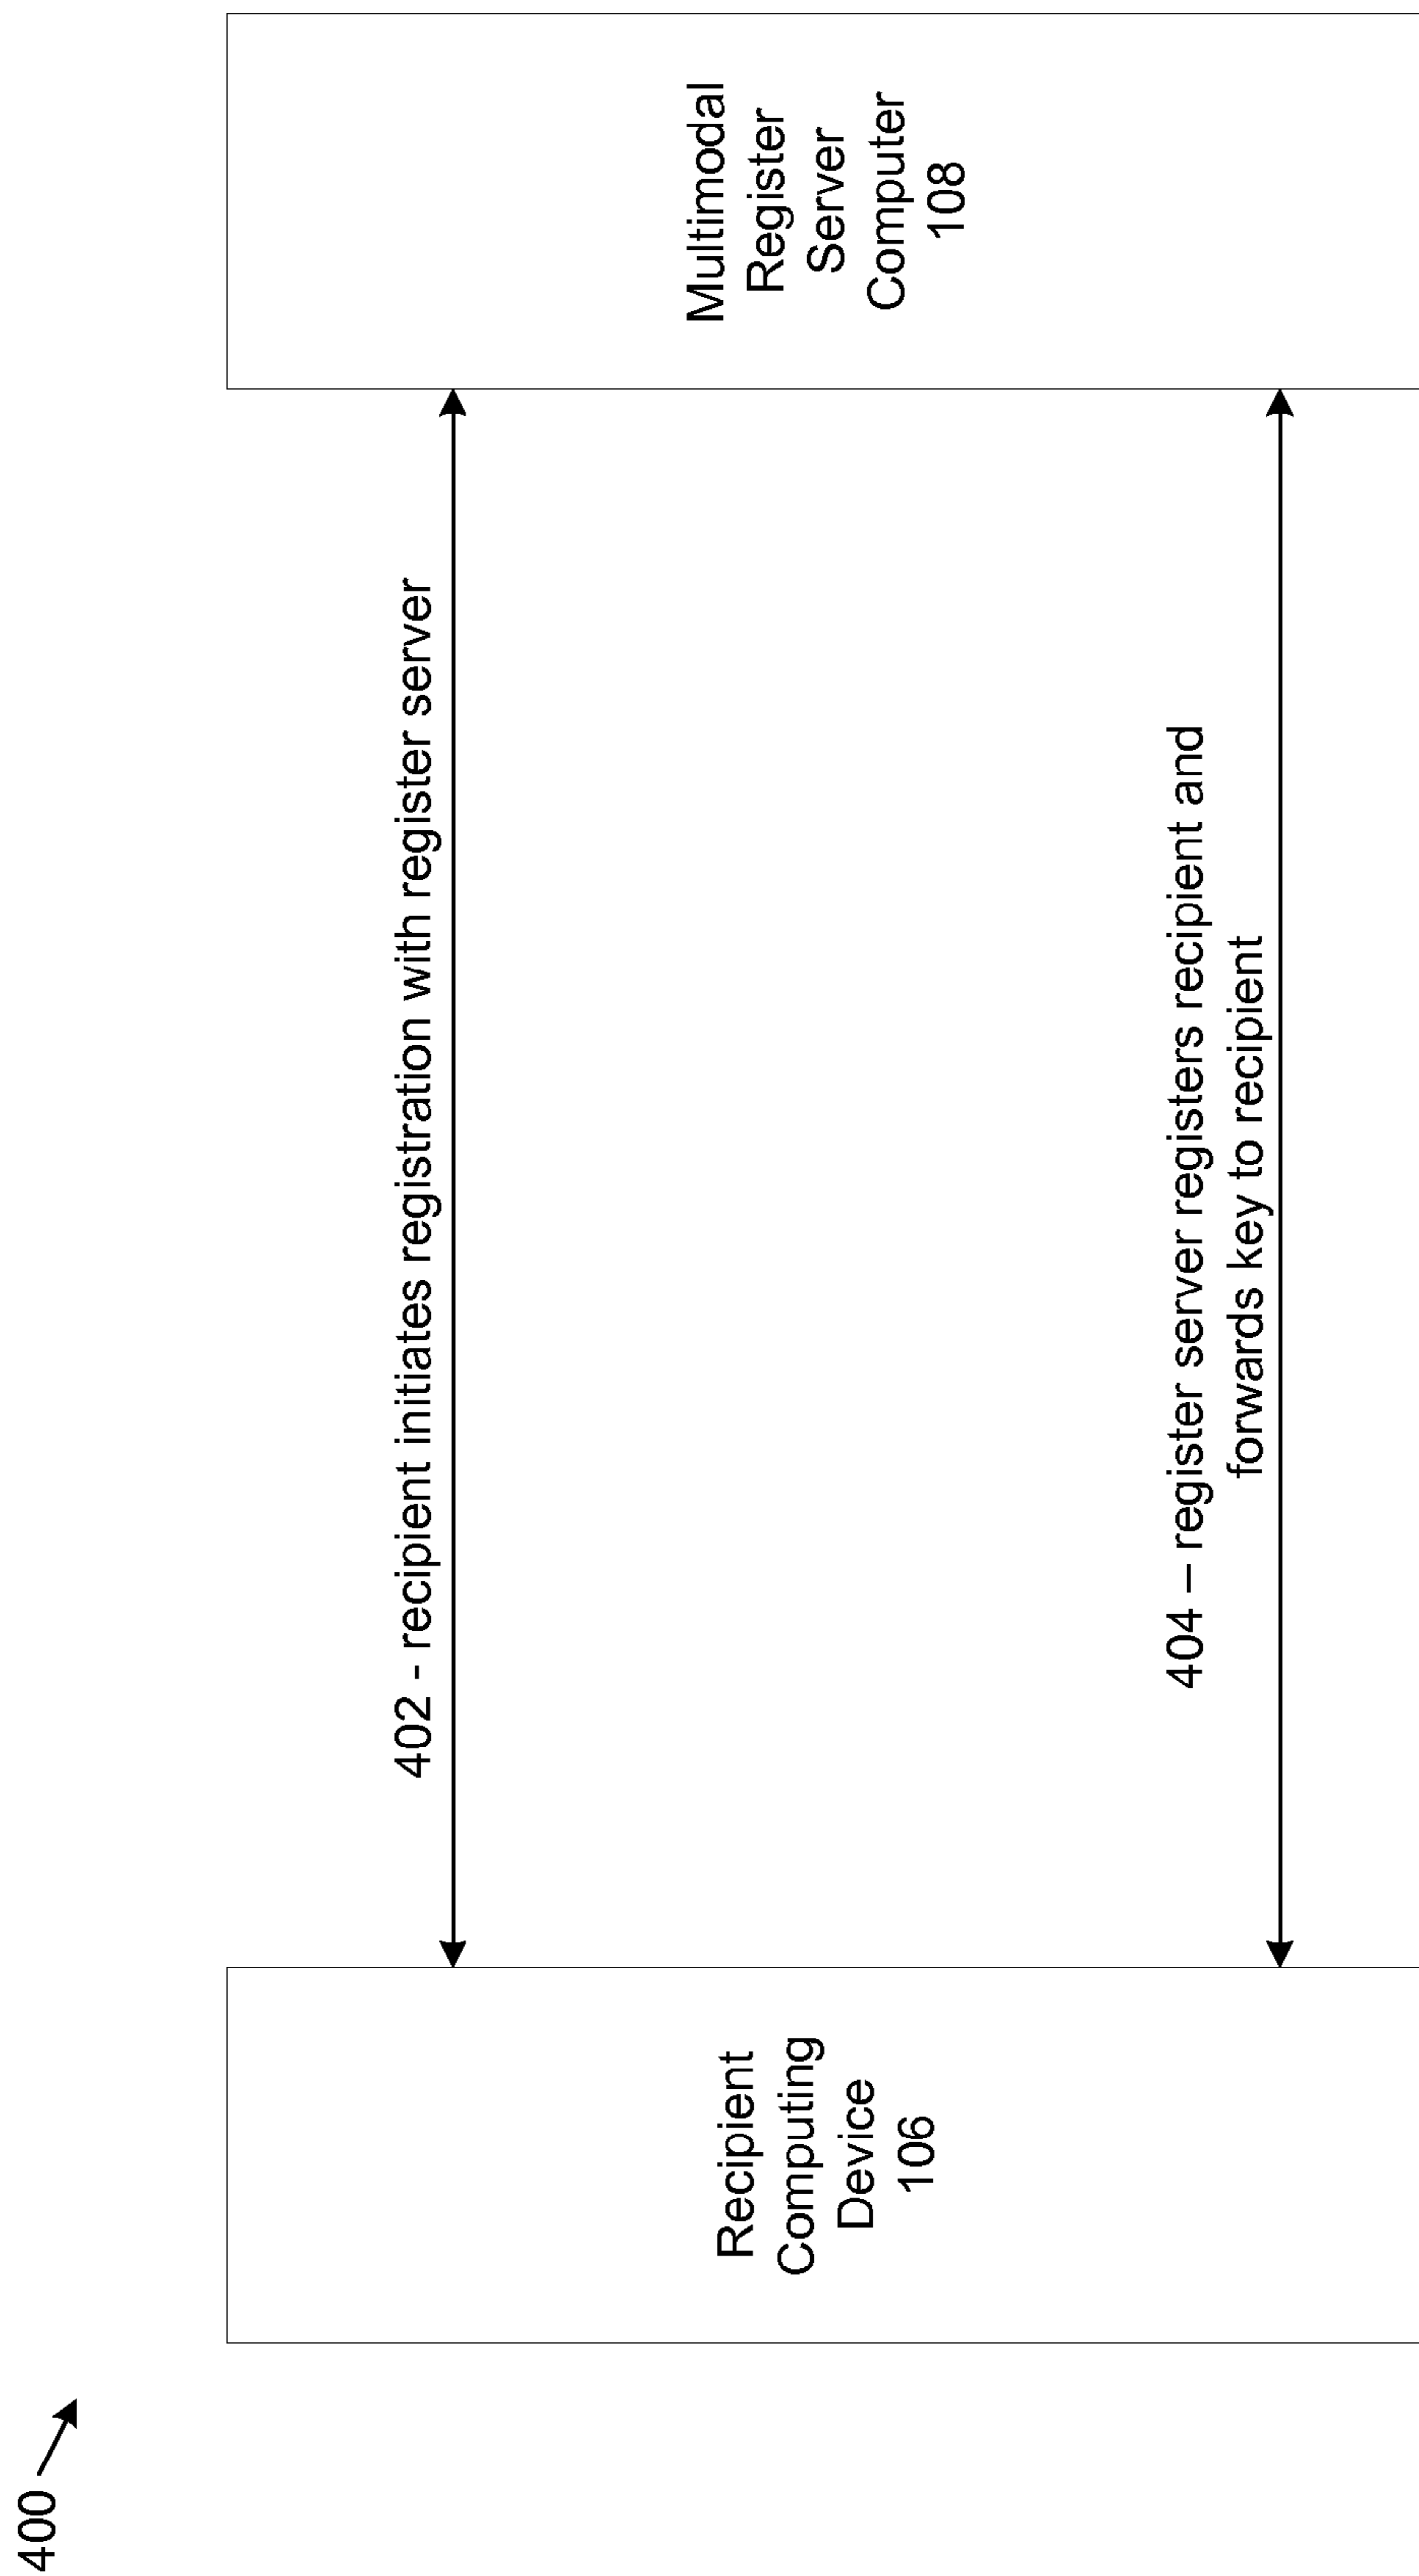 400
402 - recipient initiates registration with register server
Recipient
Computing
Device
106
Multimodal
Register
Server
Computer
108
404 – register server registers recipient and
forwards key to recipient